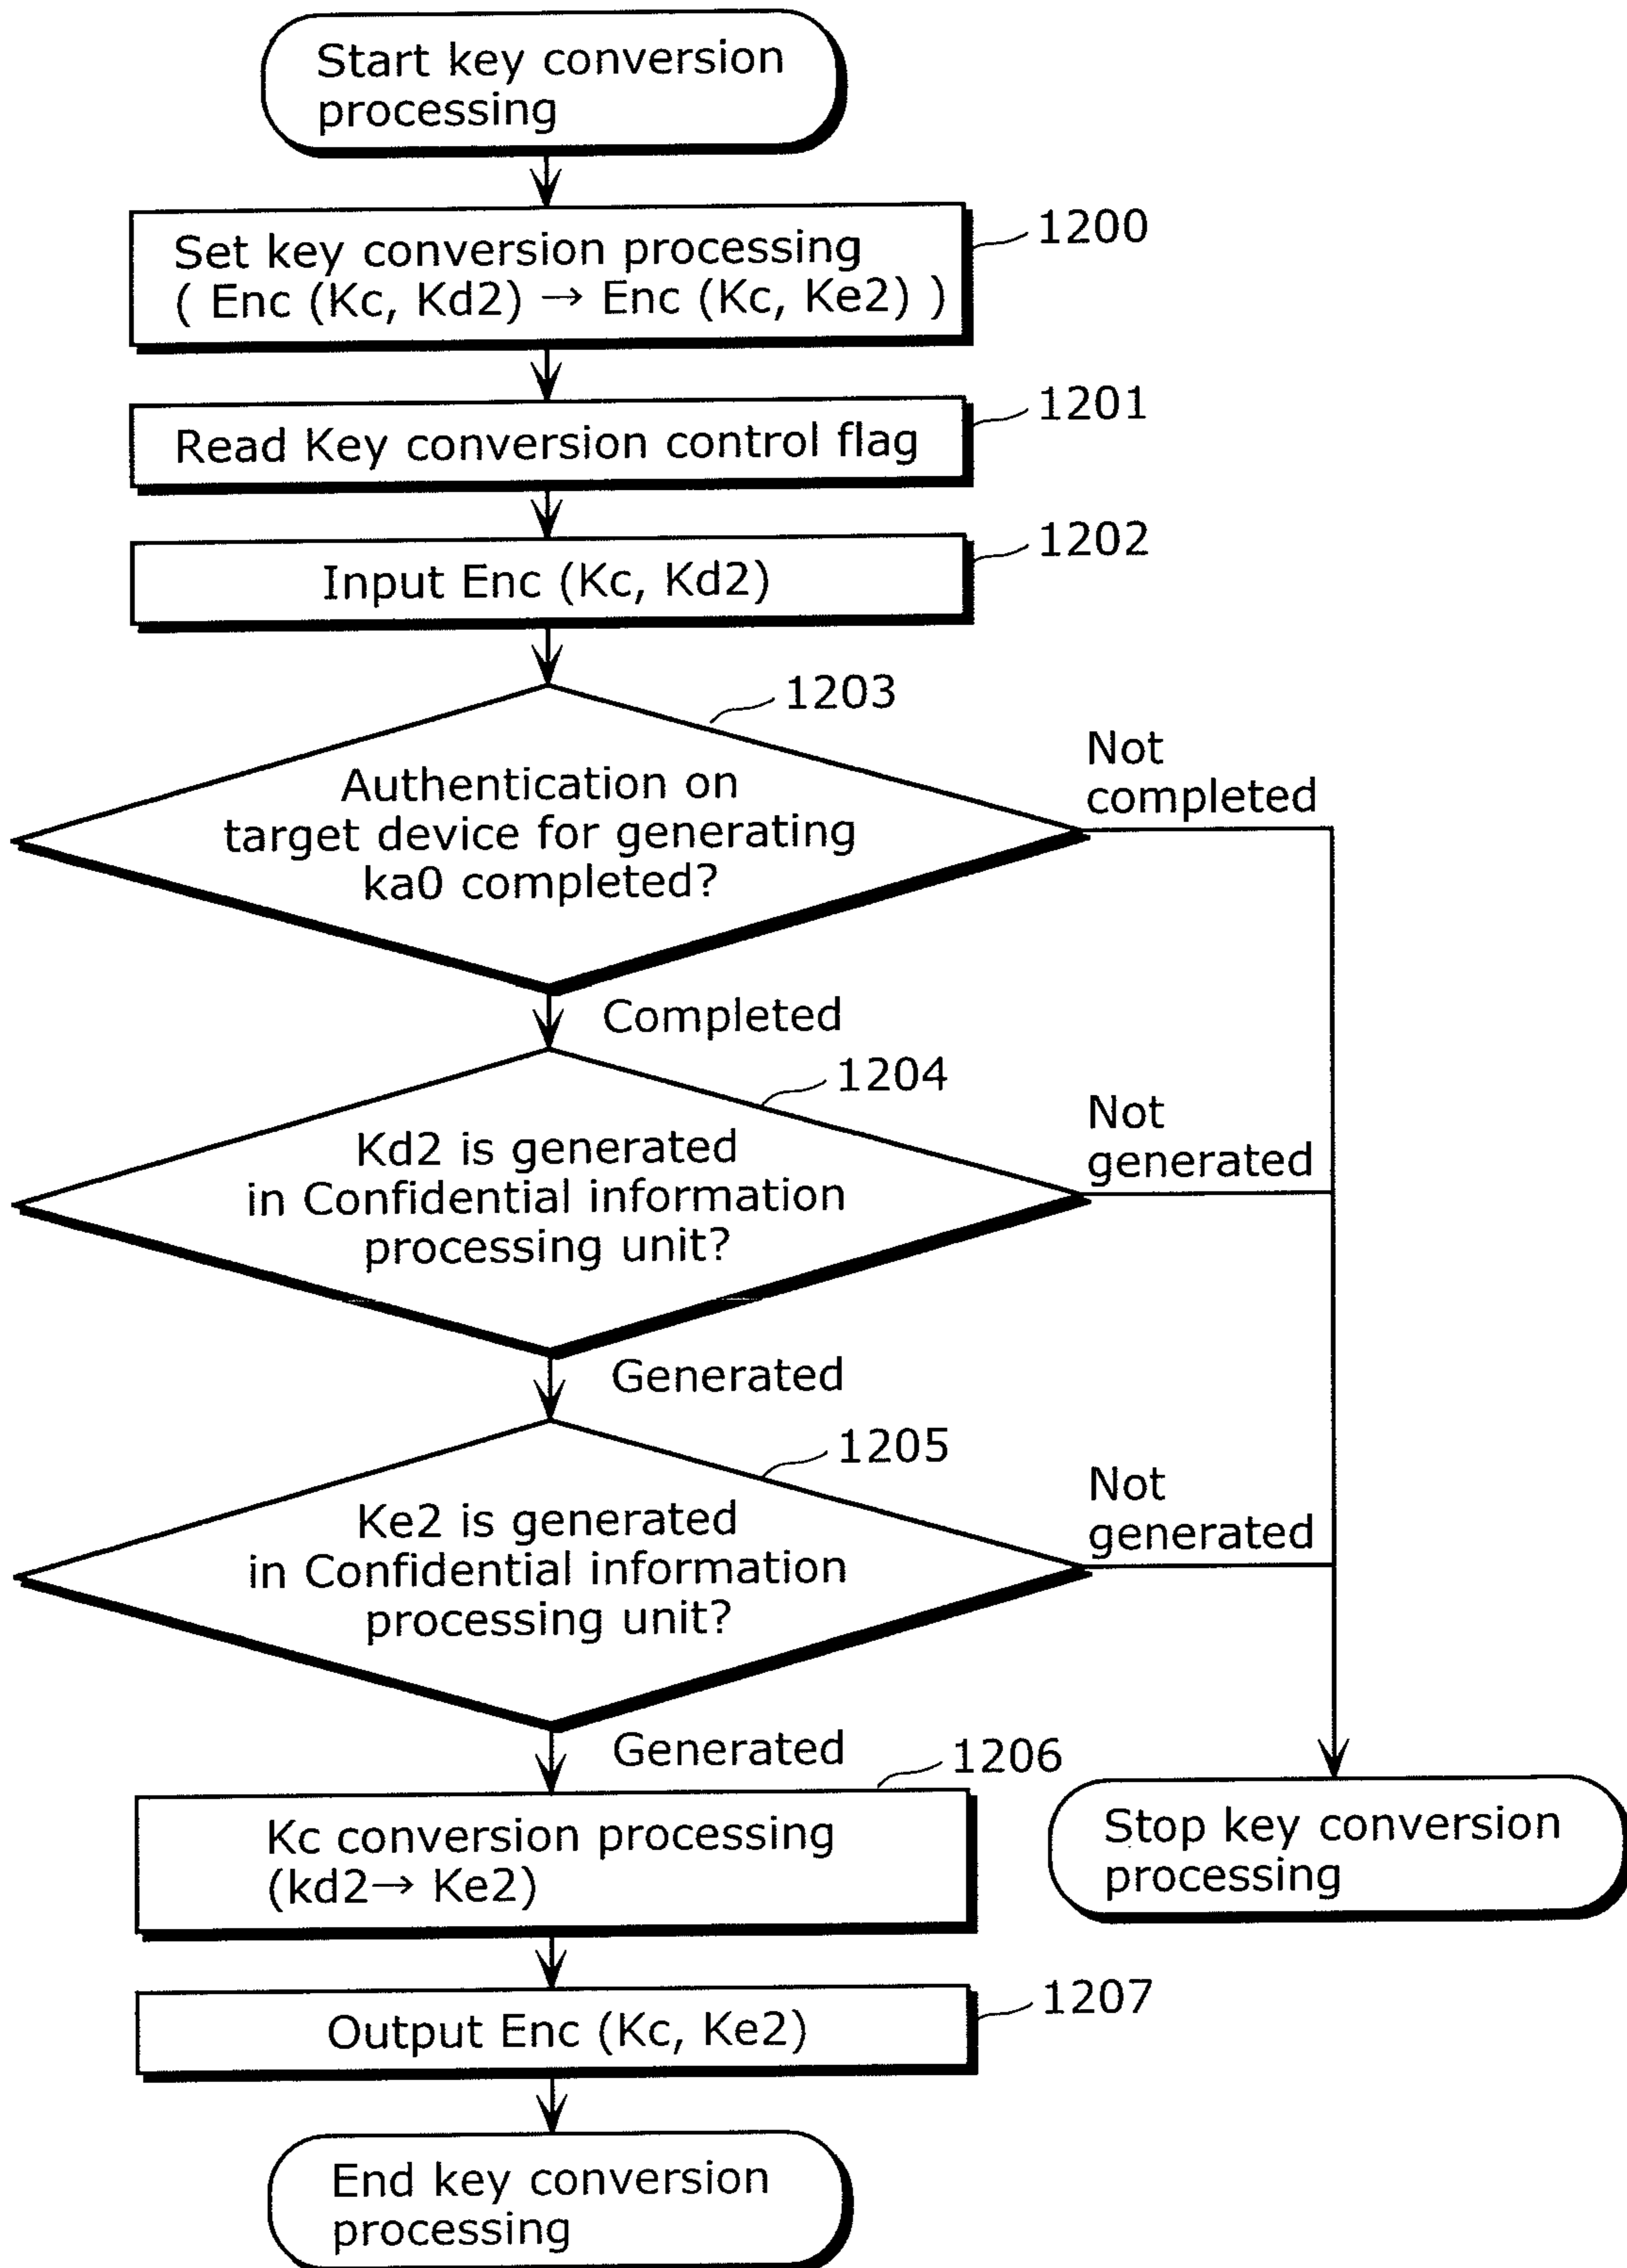 Start key conversion
processing
1200
Set key conversion processing
( Enc (Kc, Kd2) → Enc (Kc, Ke2) )
1201
Read Key conversion control flag
1202
Input Enc (Kc, Kd2)
1203
Authentication on
target device for generating
ka0 completed?
Not
completed
Completed
1204
Kd2 is generated
in Confidential information
processing unit?
Not
generated
Generated
1205
Ke2 is generated
in Confidential information
processing unit?
Not
generated
Generated
1206
Kc conversion processing
(kd2→ Ke2)
Stop key conversion
processing
1207
Output Enc (Kc, Ke2)
End key conversion
processing